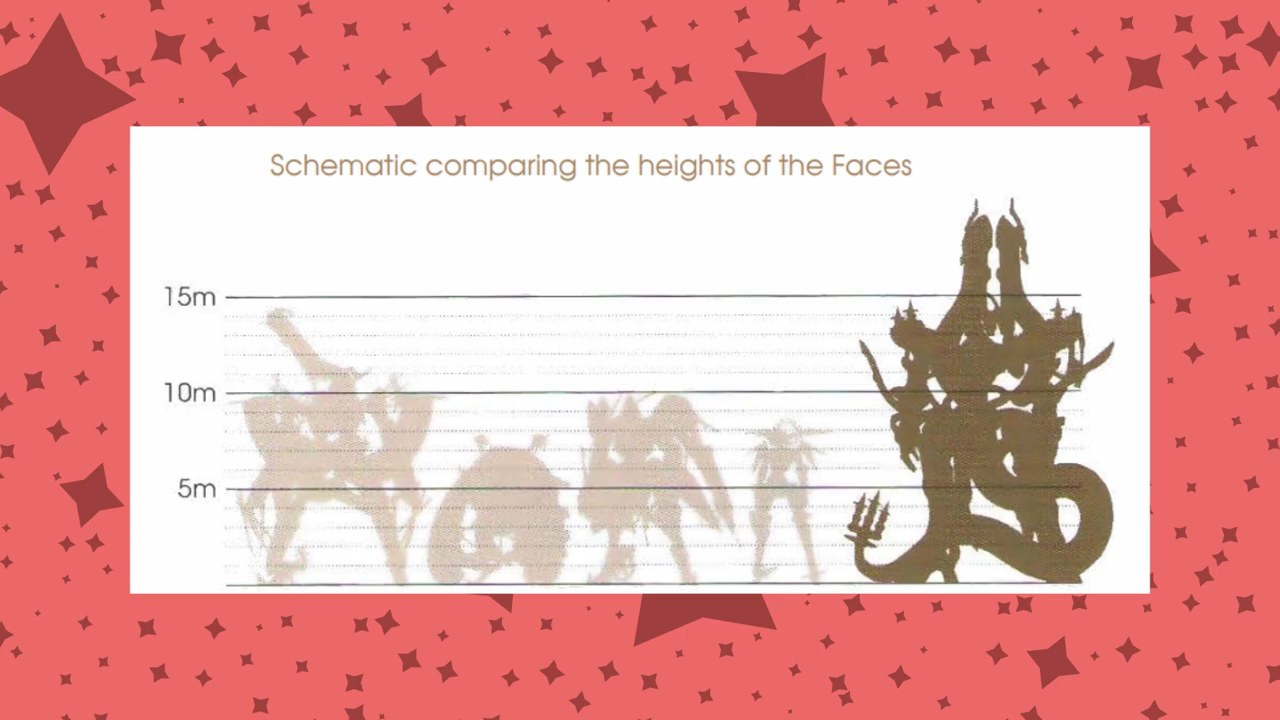 Schematic comparing the heights of the Faces
15m
10m
5m